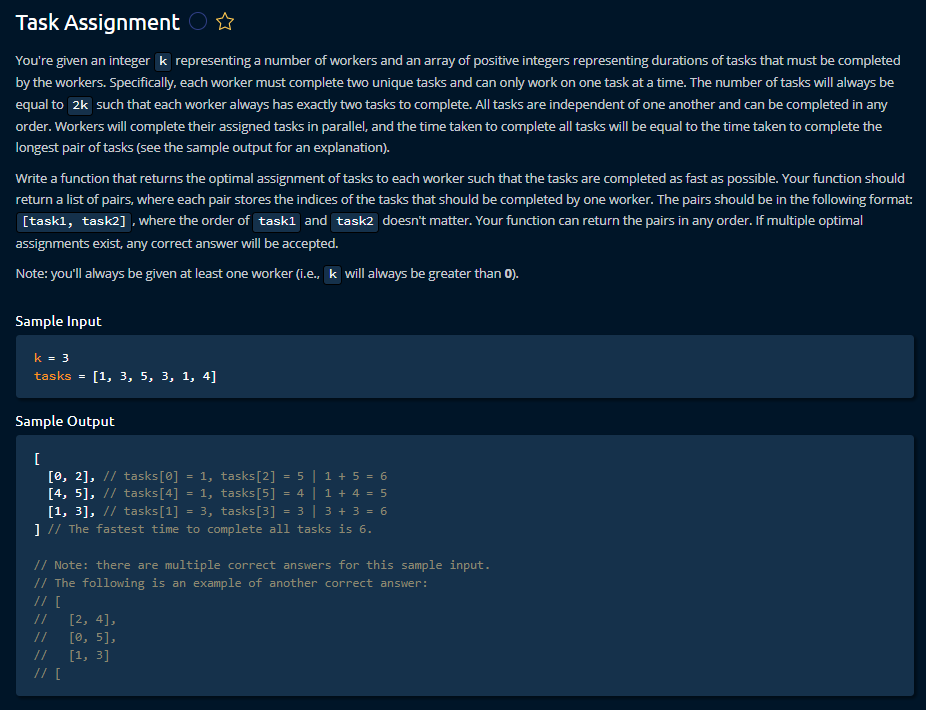 Task Assignment
You're given an integer k representing a number of workers and an array of positive integers representing durations of tasks that must be completed
by the workers. Specifically, each worker must complete two unique tasks and can only work on one task at a time. The number of tasks will always be
equal to 2k such that each worker always has exactly two tasks to complete. All tasks are independent of one another and can be completed in any
order. Workers will complete their assigned tasks in parallel, and the time taken to complete all tasks will be equal to the time taken to complete the
longest pair of tasks (see the sample output for an explanation).
Write a function that returns the optimal assignment of tasks to each worker such that the tasks are completed as fast as possible. Your function should
return a list of pairs, where each pair stores the indices of the tasks that should be completed by one worker. The pairs should be in the following format:
[task1, task2], where the order of task1 and task2 doesn't matter. Your function can return the pairs in any order. If multiple optimal
assignments exist, any correct answer will be accepted.
Note: you'll always be given at least one worker (i.e., k will always be greater than 0).
Sample Input
k = 3
tasks = [1, 3, 5, 3, 1, 4]
Sample Output
[
[0, 2], // tasks[0] = 1, tasks[2] = 5 | 1 + 5 = 6
[4, 5], // tasks[4] = 1, tasks[5] = 4 | 1 + 4 = 5
[1, 3], // tasks[1] = 3, tasks[3] = 3 | 3 + 3 = 6
] // The fastest time to complete all tasks is 6.
// Note: there are multiple correct answers for this sample input.
// The following is an example of another correct answer:
// [
//   [2, 4],
//   [0, 5],
//   [1, 3]
// [